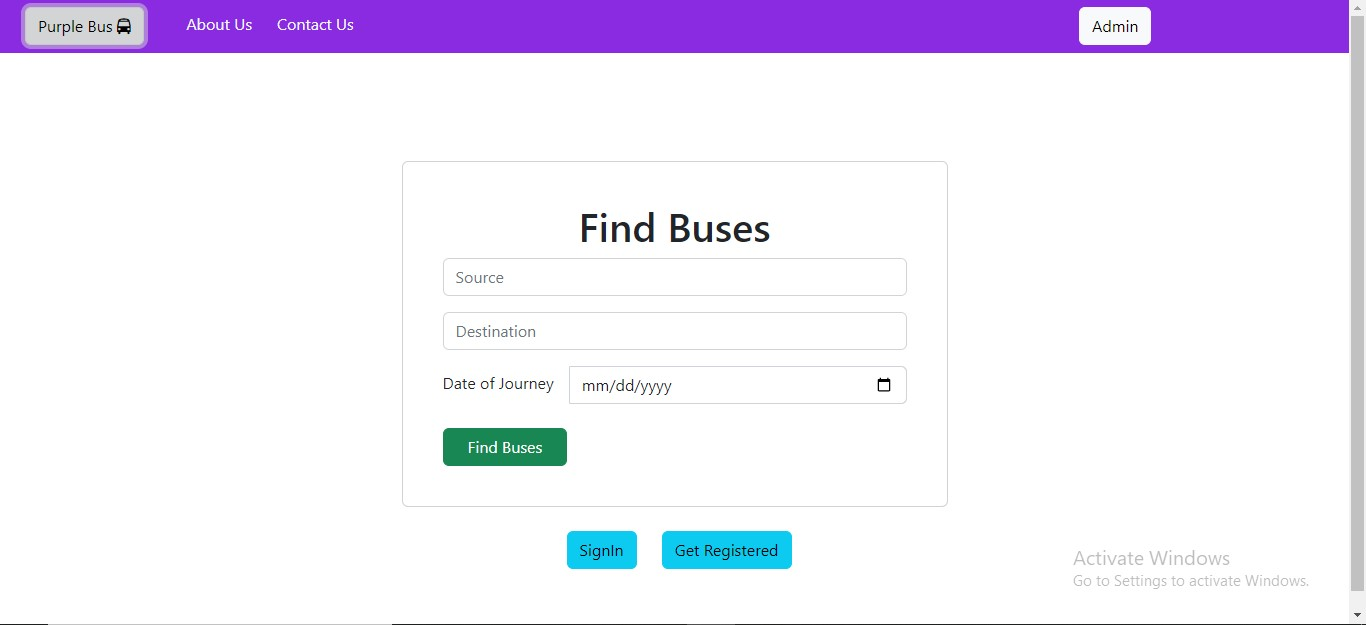 Purple Bus
About Us
Contact Us
Admin
Find Buses
Source
Destination
Date of Journey
mm/dd/yyyy
Find Buses
SignIn
Get Registered
Activate Windows
Go to Settings to activate Windows.